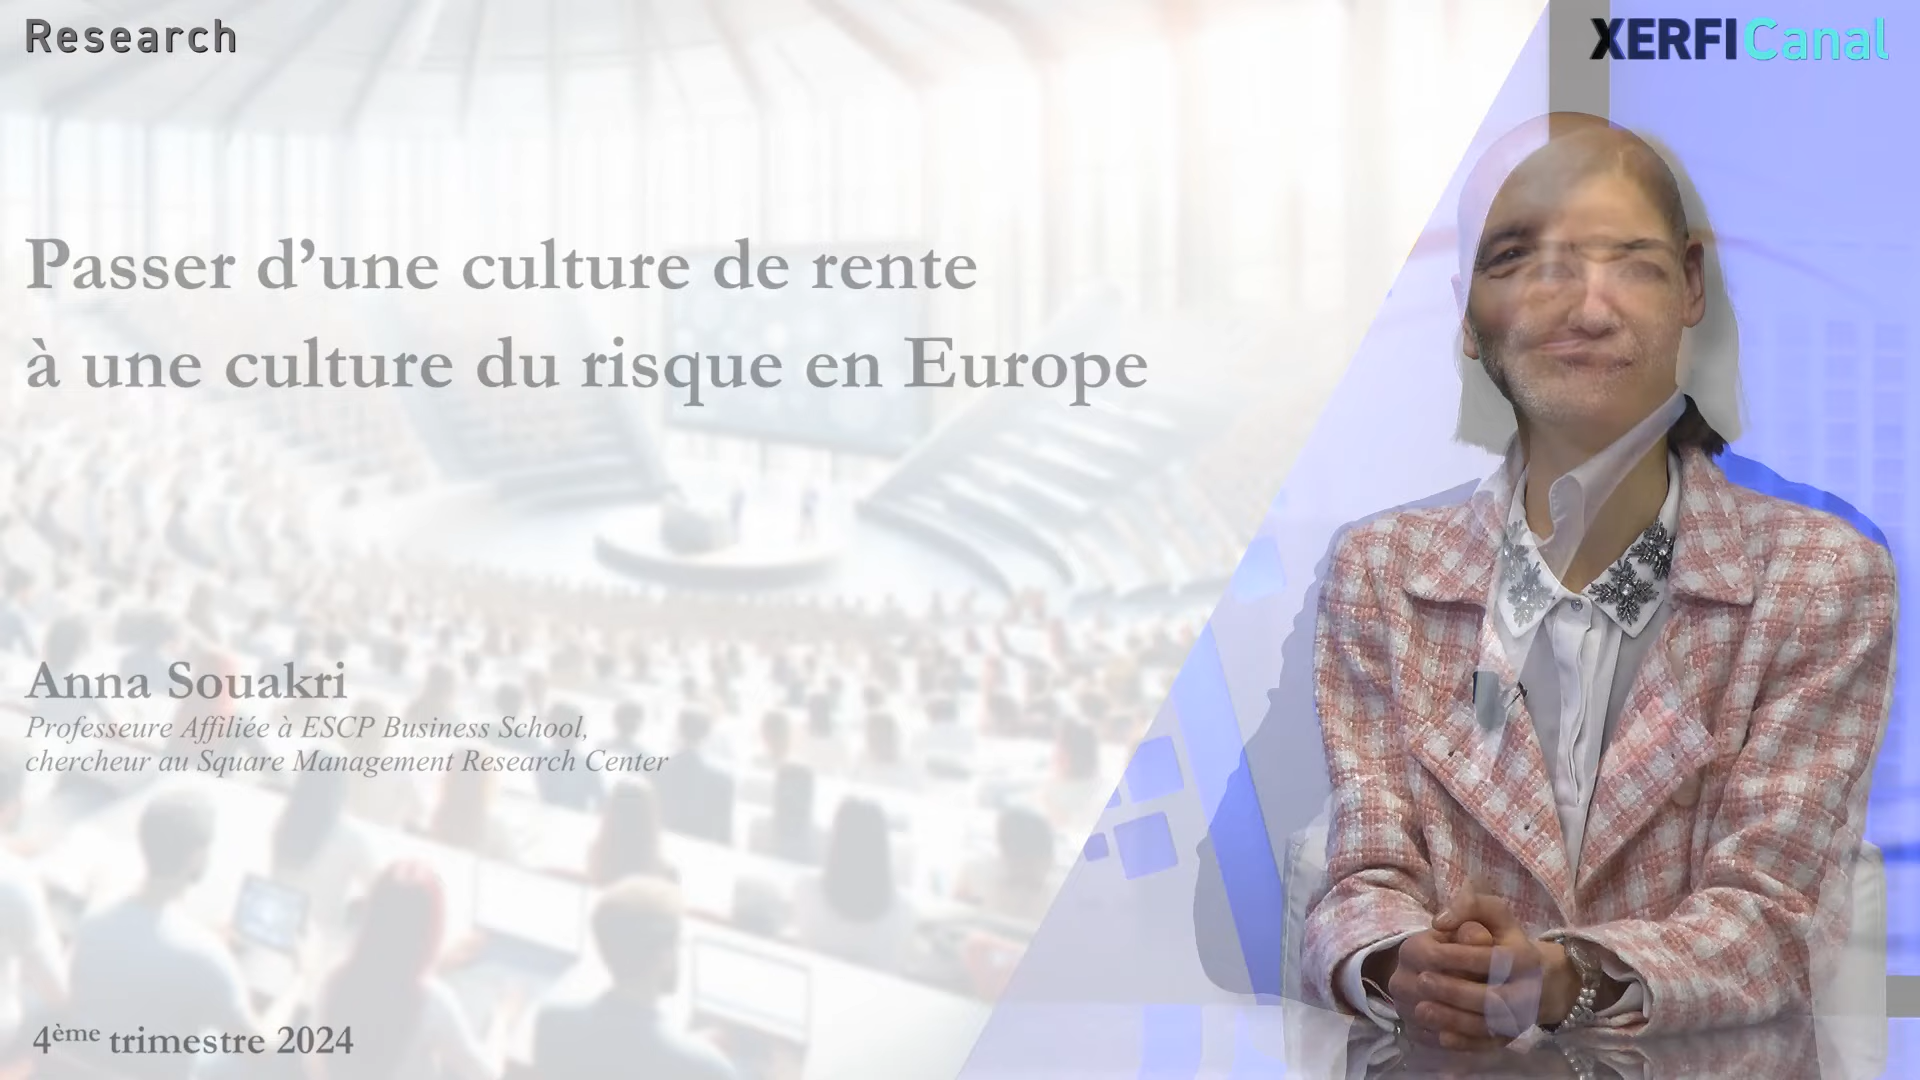 Research
XERFI Canal
Passer d’une culture de rente
à une culture du risque en Europe
Anna Souakri
Professeure Affiliée à ESCP Business School,
chercheur au Square Management Research Center
4ème trimestre 2024